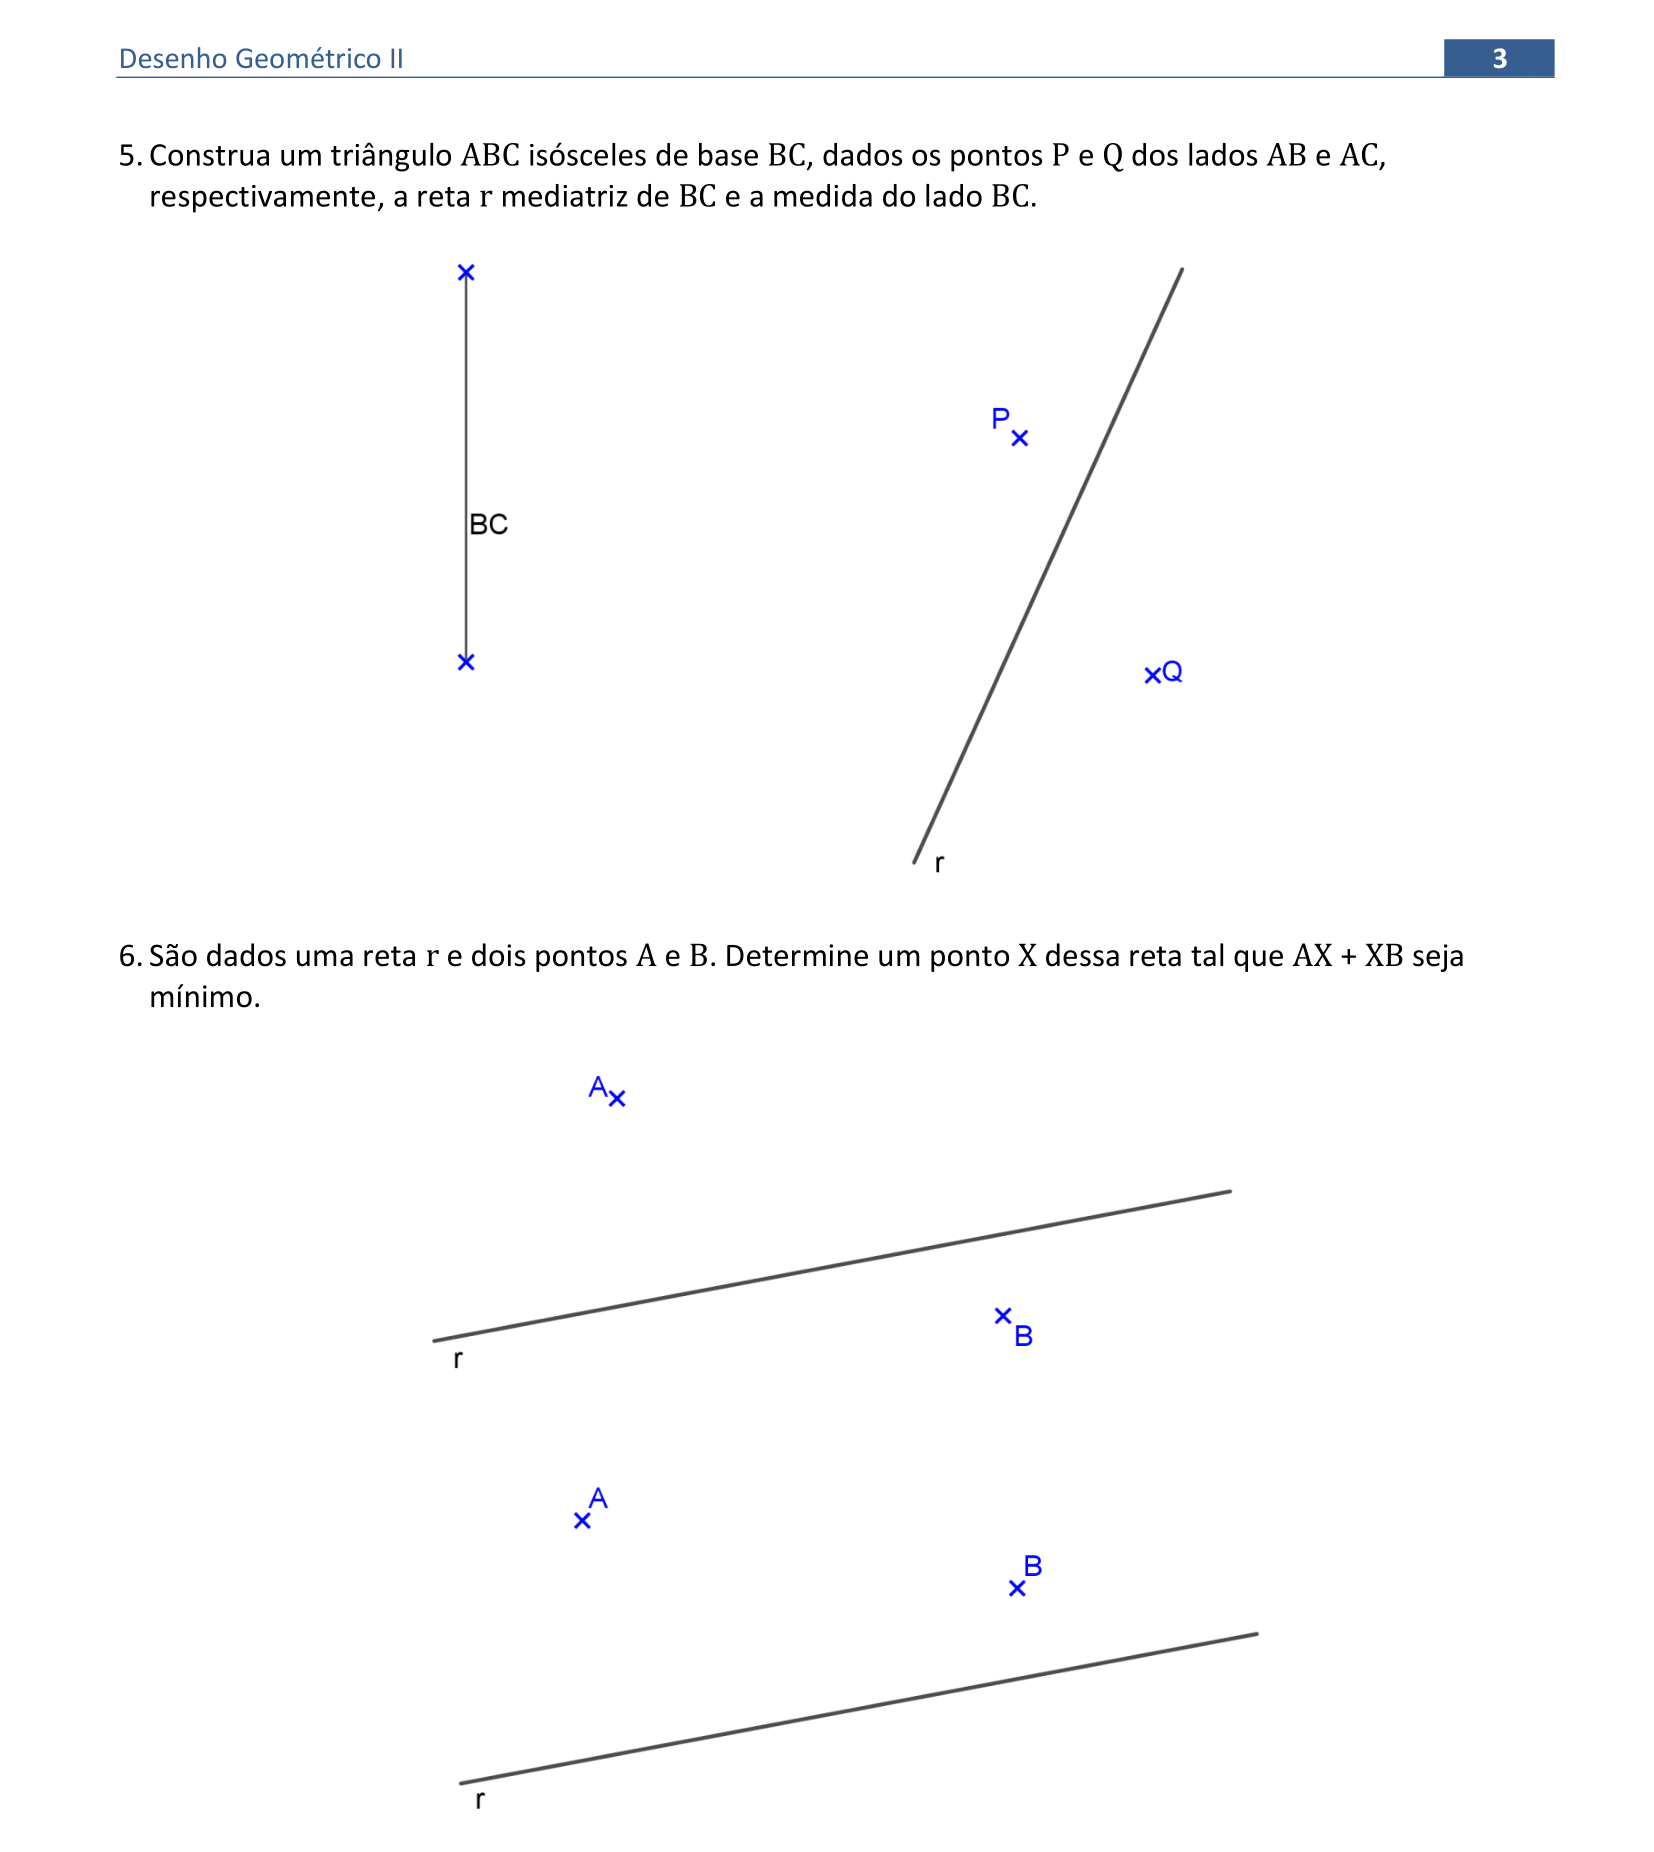 Desenho Geométrico II
3
5. Construa um triângulo ABC isósceles de base BC, dados os pontos P e Q dos lados AB e AC,
respectivamente, a reta r mediatriz de BC e a medida do lado BC.
P
BC
Q
r
6. São dados uma reta r e dois pontos A e B. Determine um ponto X dessa reta tal que AX + XB seja
mínimo.
A
B
r
A
B
r